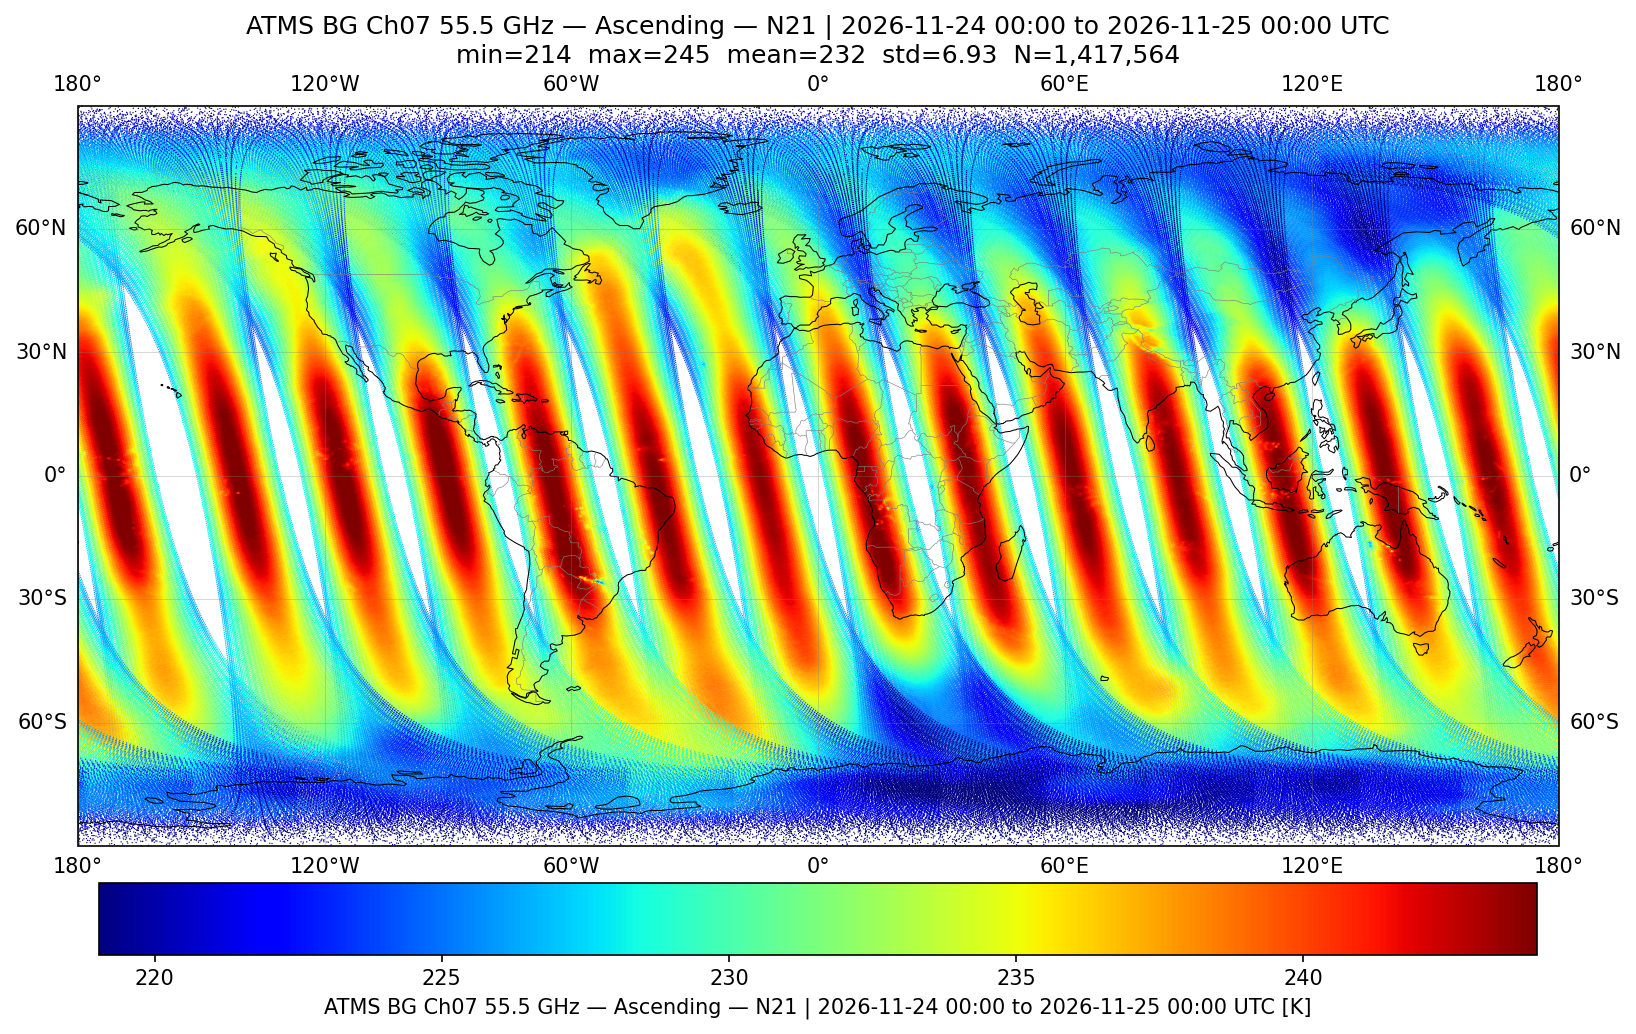 ATMS BG Ch07 55.5 GHz — Ascending — N21 | 2026-11-24 00:00 to 2026-11-25 00:00 UTC
min=214  max=245  mean=232  std=6.93  N=1,417,564
180° 120°W 60°W 0° 60°E 120°E 180°
60°N 60°N
30°N 30°N
0° 0°
30°S 30°S
60°S 60°S
180° 120°W 60°W 0° 60°E 120°E 180°
220 225 230 235 240
ATMS BG Ch07 55.5 GHz — Ascending — N21 | 2026-11-24 00:00 to 2026-11-25 00:00 UTC [K]